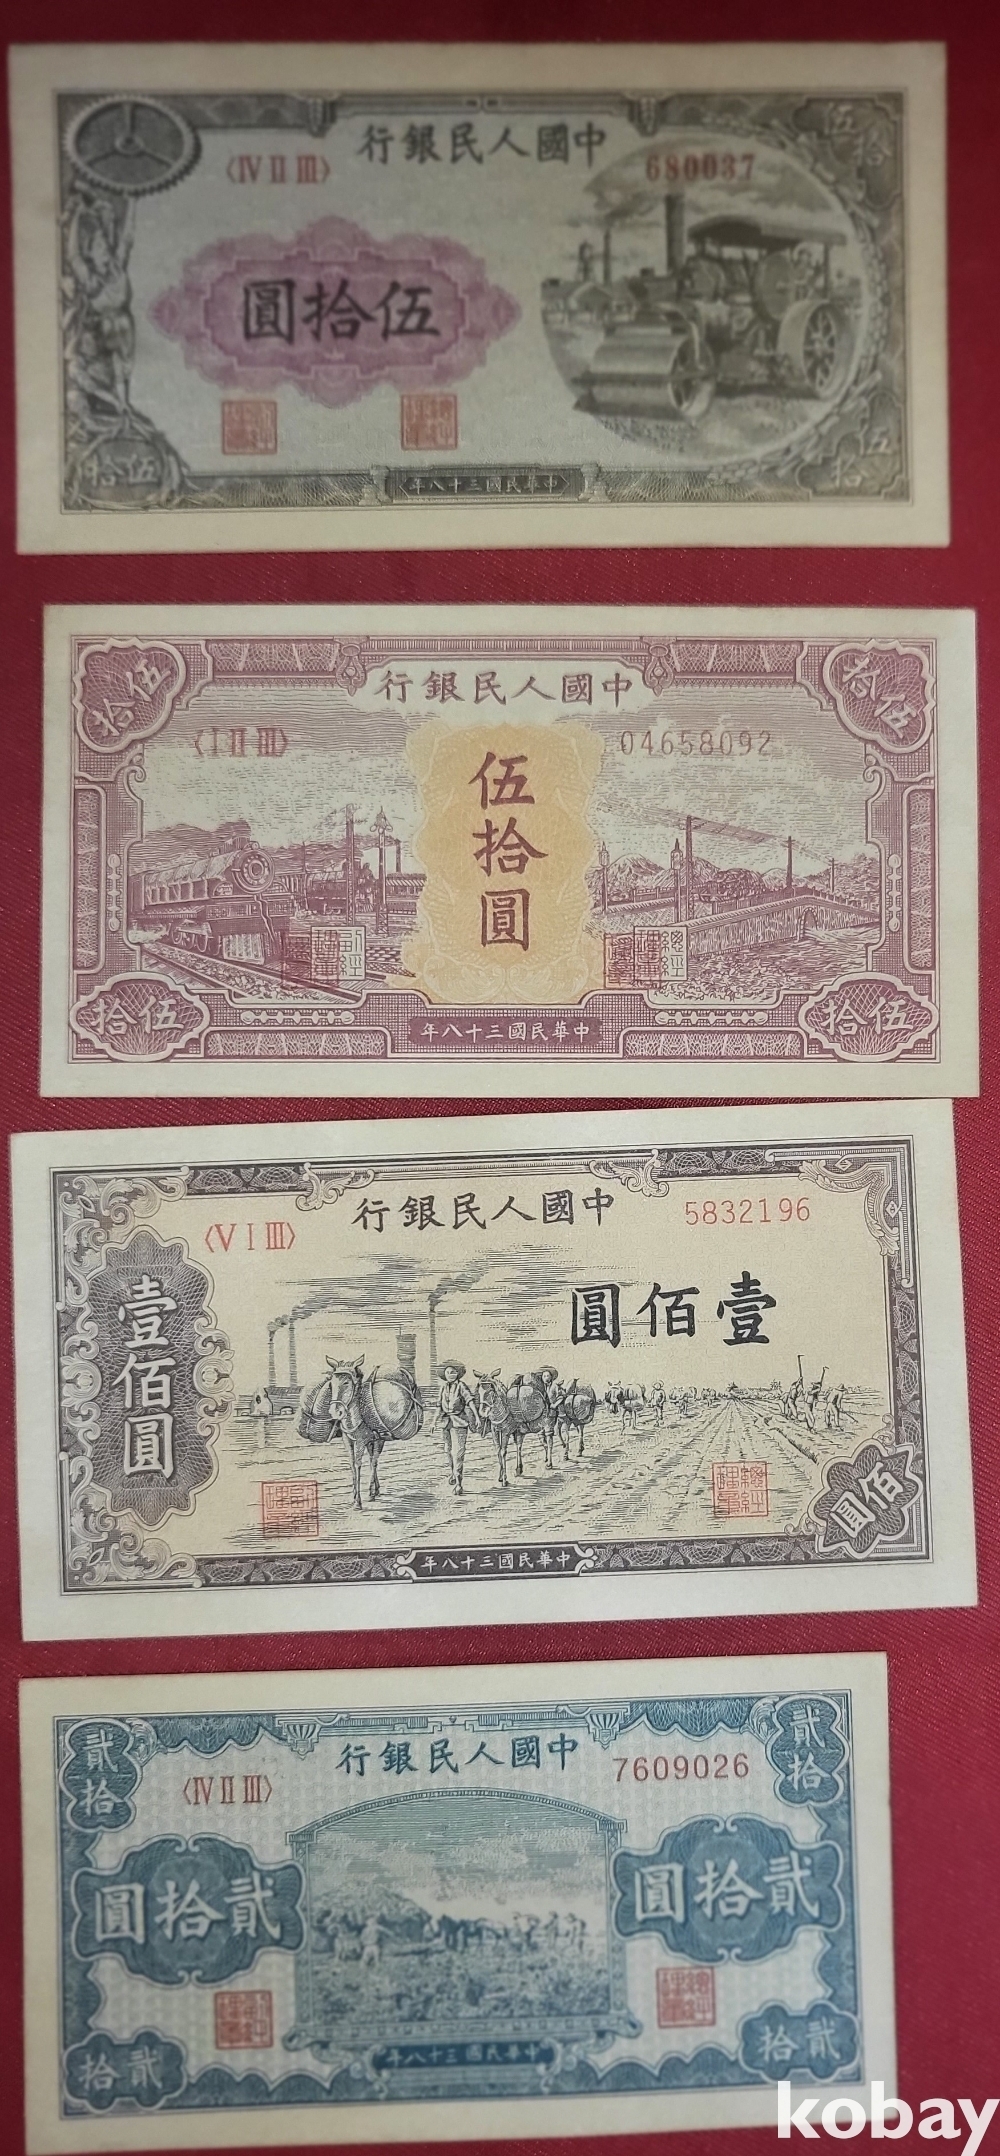 中國人民銀行
〈IV II III〉
680037
伍拾圓
伍拾
伍拾
伍拾
中華民國三十八年
中國人民銀行
伍拾
伍拾
〈I II III〉
04658092
伍拾圓
伍拾
伍拾
中華民國三十八年
中國人民銀行
〈V I III〉
5832196
壹佰圓
壹佰圓
佰圓
中華民國三十八年
中國人民銀行
貳拾
貳拾
〈IV II III〉
7609026
貳拾圓
貳拾圓
貳拾
貳拾
中華民國三十八年
kobay